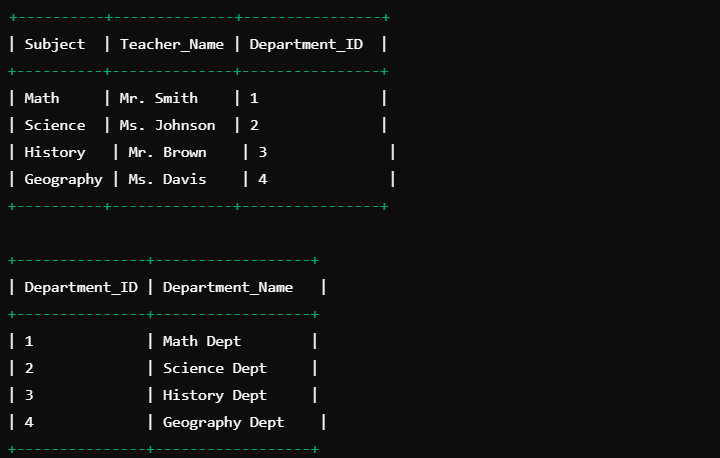 +----------+--------------+----------------+
| Subject  | Teacher_Name | Department_ID  |
+----------+--------------+----------------+
| Math     | Mr. Smith    | 1              |
| Science  | Ms. Johnson  | 2              |
| History   | Mr. Brown    | 3              |
| Geography | Ms. Davis    | 4              |
+----------+--------------+----------------+

+---------------+------------------+
| Department_ID | Department_Name   |
+---------------+------------------+
| 1             | Math Dept        |
| 2             | Science Dept     |
| 3             | History Dept     |
| 4             | Geography Dept    |
+---------------+------------------+